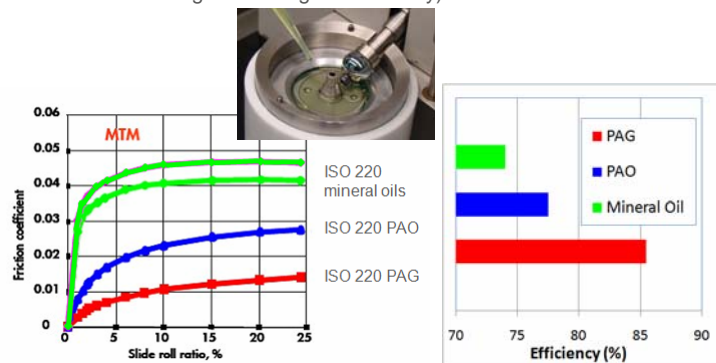 0.06
0.05
0.04
0.03
0.02
0.01
0
Friction coefficient
MTM
0 5 10 15 20 25
Slide roll ratio, %
ISO 220
mineral oils
ISO 220 PAO
ISO 220 PAG
PAG
PAO
Mineral Oil
70 75 80 85 90
Efficiency (%)